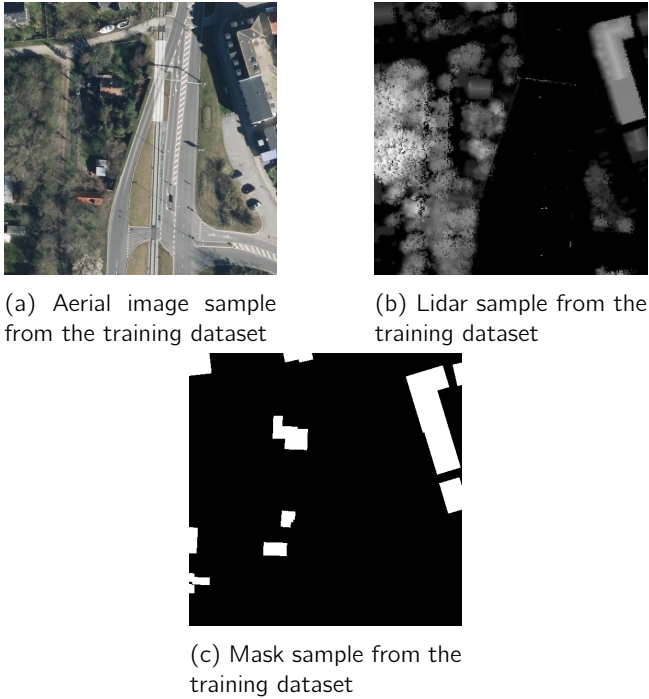 (a) Aerial image sample
from the training dataset
(b) Lidar sample from the
training dataset
(c) Mask sample from the
training dataset